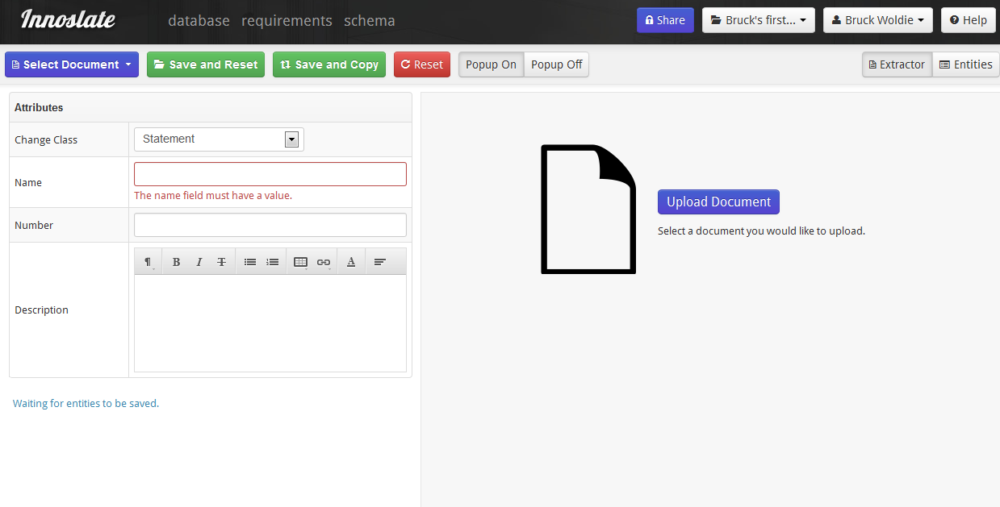 Innoslate database requirements schema Share Bruck's first... Bruck Woldie Help
Select Document Save and Reset Save and Copy Reset Popup On Popup Off Extractor Entities
Attributes
Change Class Statement
Name
The name field must have a value.
Number
¶ B I T A
Description
Waiting for entities to be saved.
Upload Document
Select a document you would like to upload.